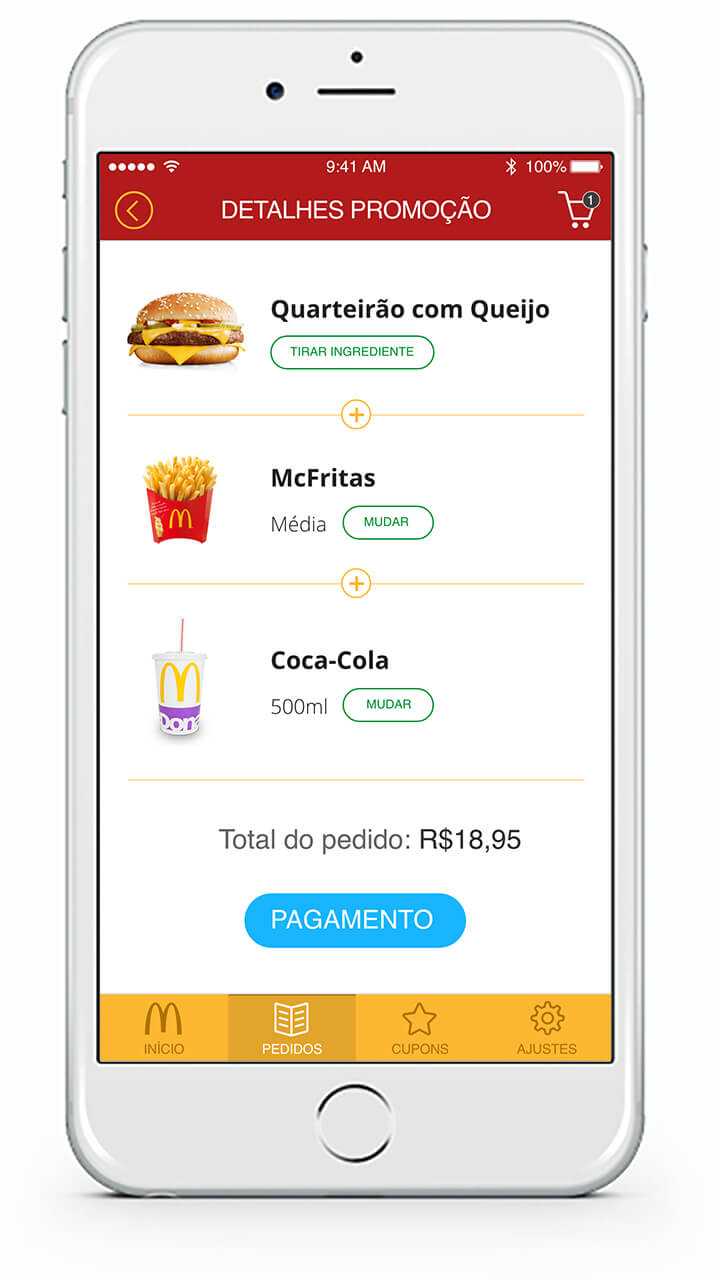 9:41 AM 100%
DETALHES PROMOÇÃO 1
Quarteirão com Queijo
TIRAR INGREDIENTE
McFritas
Média MUDAR
Coca-Cola
500ml MUDAR
Total do pedido: R$18,95
PAGAMENTO
INÍCIO PEDIDOS CUPONS AJUSTES